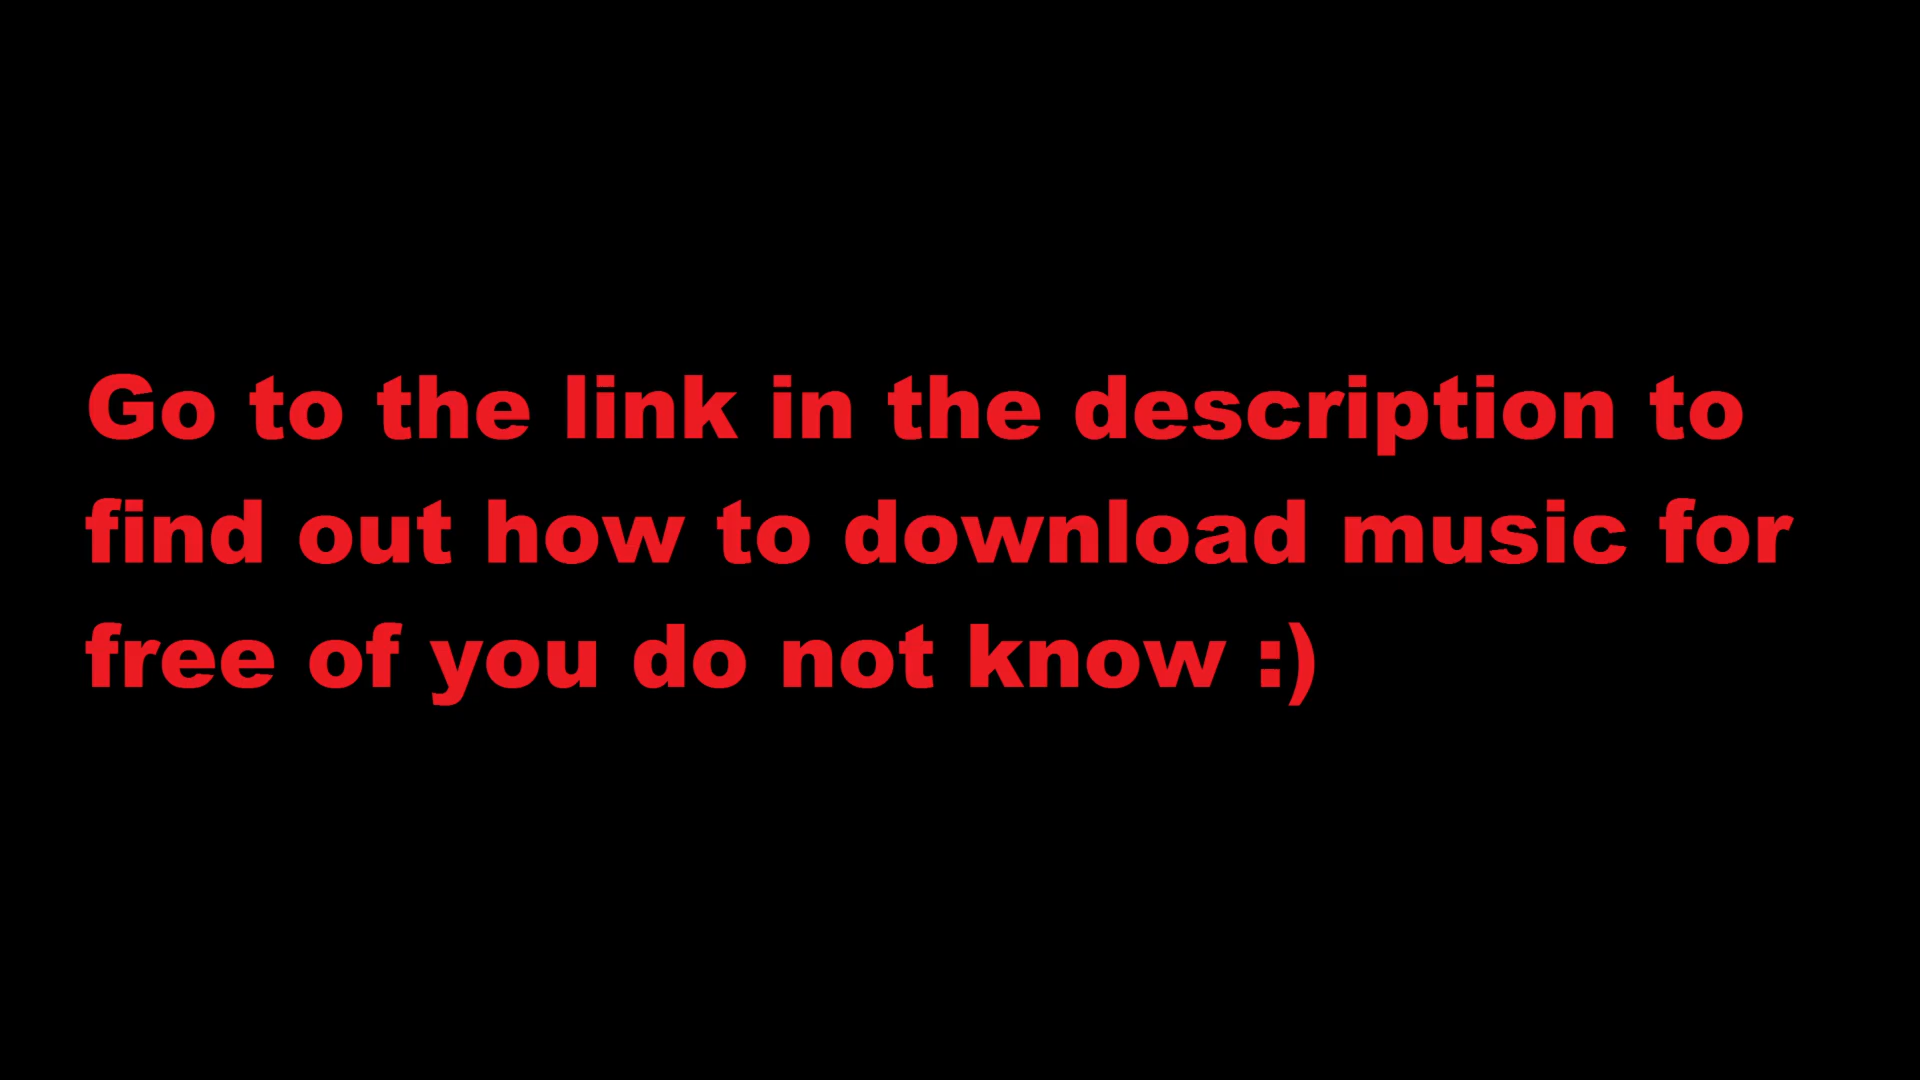 Go to the link in the description to
find out how to download music for
free of you do not know :)